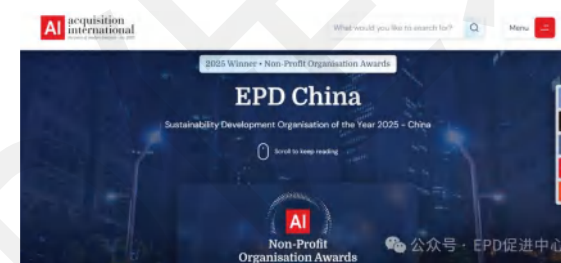 AI acquisition
international
What would you like to search for?
Menu
2025 Winner • Non-Profit Organisation Awards
EPD China
Sustainability Development Organisation of the Year 2025 - China
Scroll to keep reading
AI
Non-Profit
Organisation Awards
公众号 · EPD促进中心